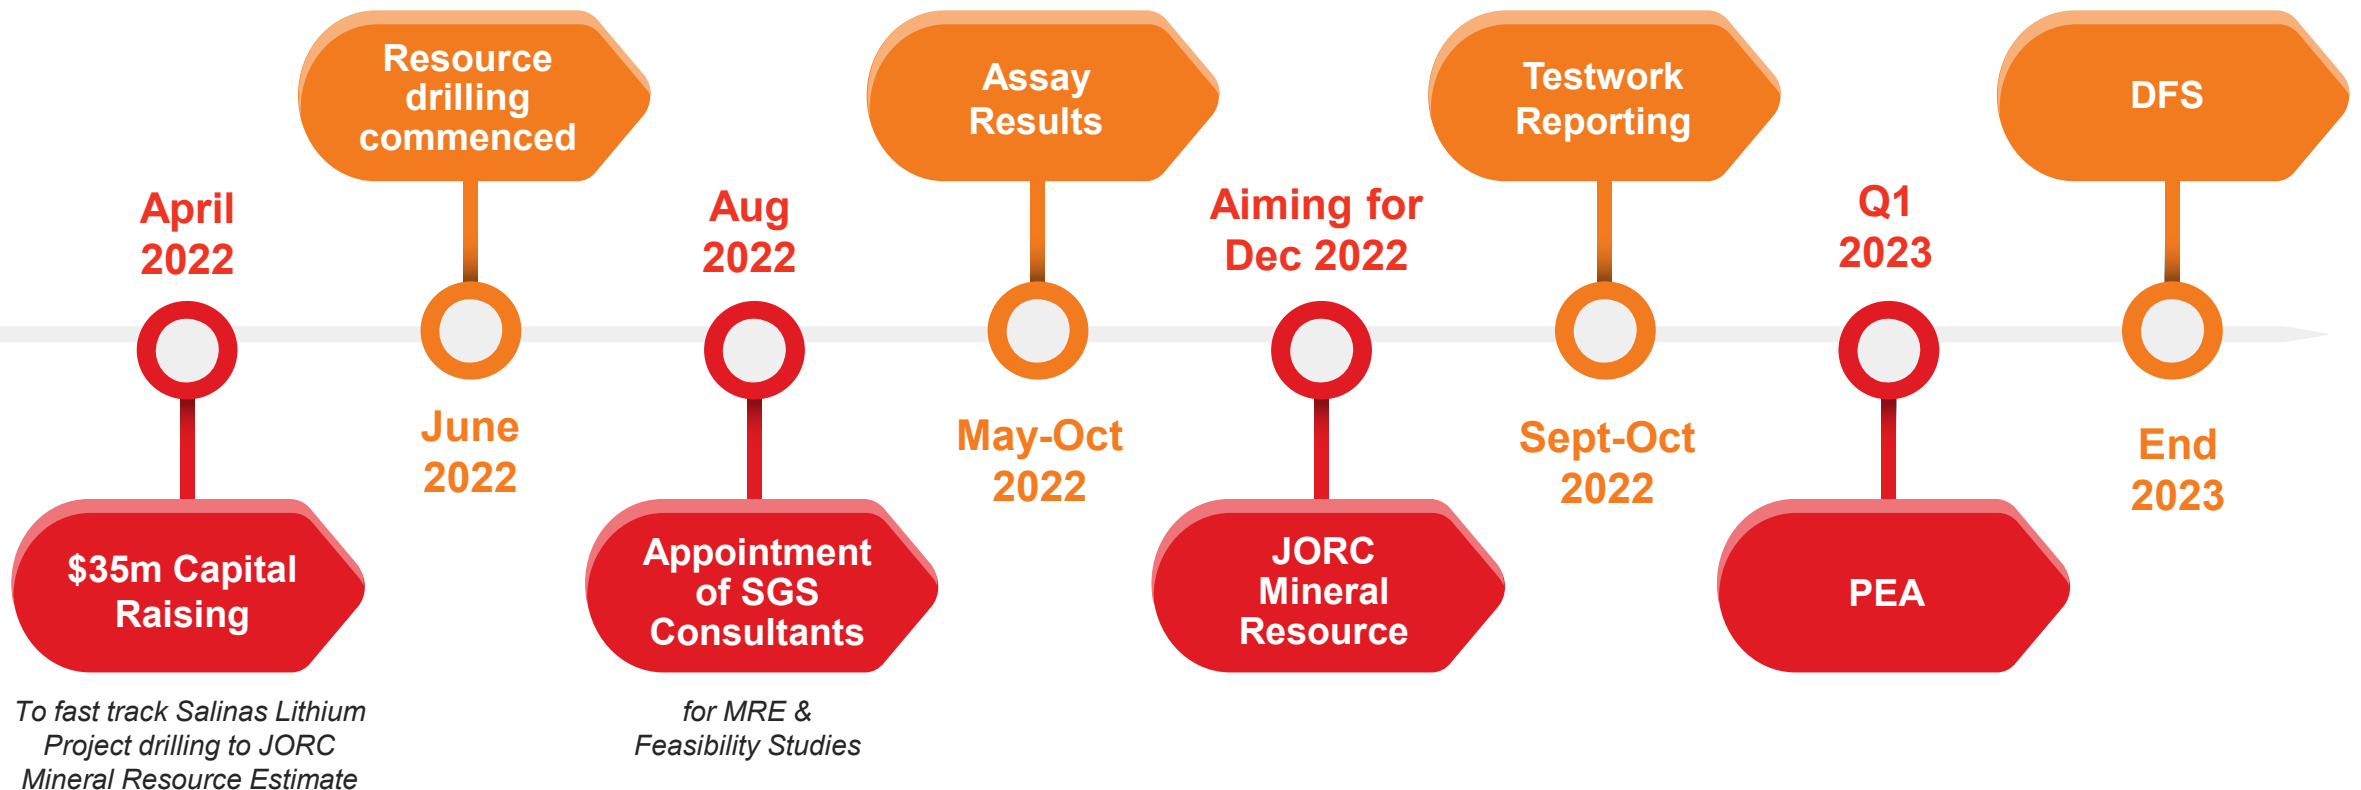 April
2022
$35m Capital
Raising
To fast track Salinas Lithium
Project drilling to JORC
Mineral Resource Estimate
Resource
drilling
commenced
June
2022
Aug
2022
Appointment
of SGS
Consultants
for MRE &
Feasibility Studies
Assay
Results
May-Oct
2022
Aiming for
Dec 2022
JORC
Mineral
Resource
Testwork
Reporting
Sept-Oct
2022
Q1
2023
PEA
DFS
End
2023